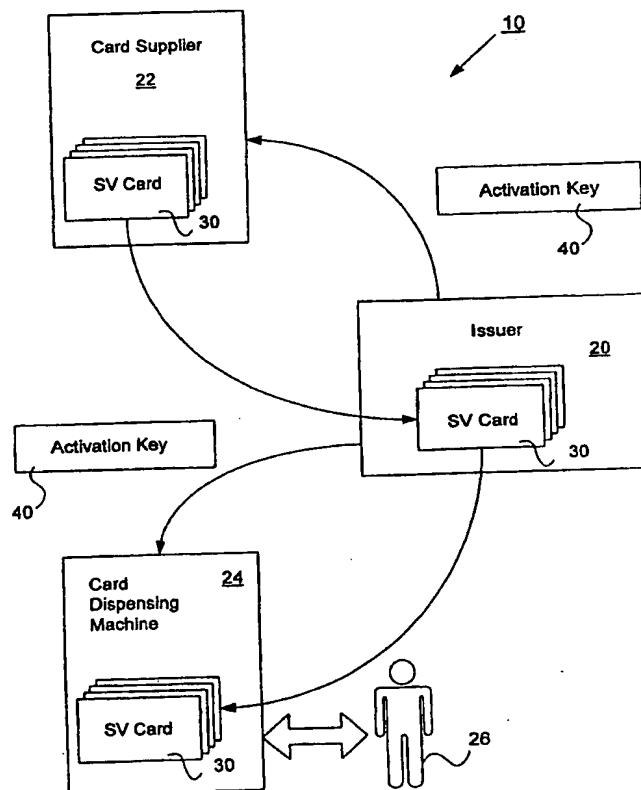 10
Card Supplier
22
SV Card
30
Activation Key
40
Issuer
20
SV Card
30
Activation Key
40
Card
Dispensing
Machine
24
SV Card
30
26